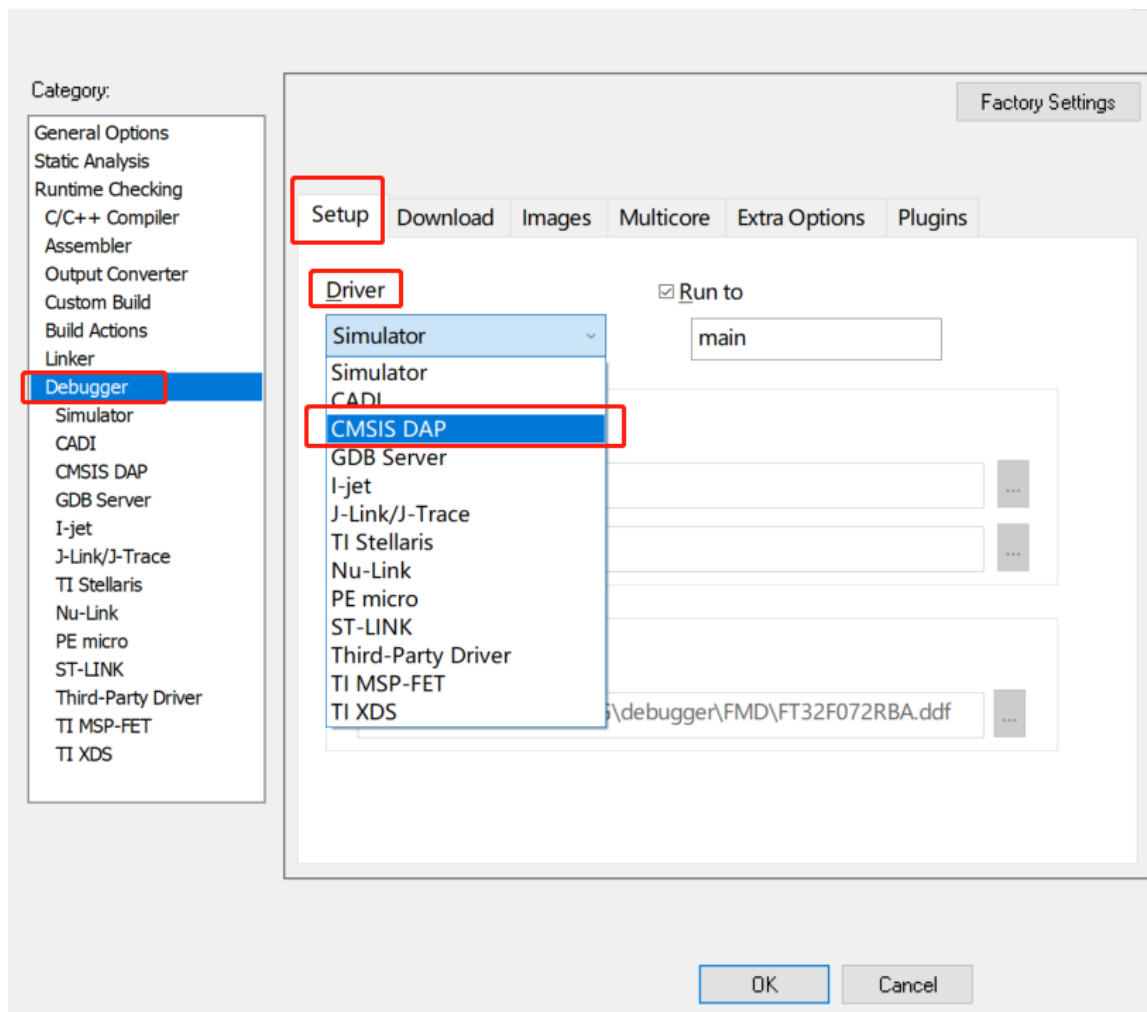 Category:
General Options
Static Analysis
Runtime Checking
C/C++ Compiler
Assembler
Output Converter
Custom Build
Build Actions
Linker
Debugger
Simulator
CADI
CMSIS DAP
GDB Server
I-jet
J-Link/J-Trace
TI Stellaris
Nu-Link
PE micro
ST-LINK
Third-Party Driver
TI MSP-FET
TI XDS
Factory Settings
Setup Download Images Multicore Extra Options Plugins
Driver
Run to
Simulator
main
Simulator
CADI
CMSIS DAP
GDB Server
I-jet
...
J-Link/J-Trace
TI Stellaris
...
Nu-Link
PE micro
ST-LINK
Third-Party Driver
TI MSP-FET
TI XDS
\debugger\FMD\FT32F072RBA.ddf
...
OK Cancel